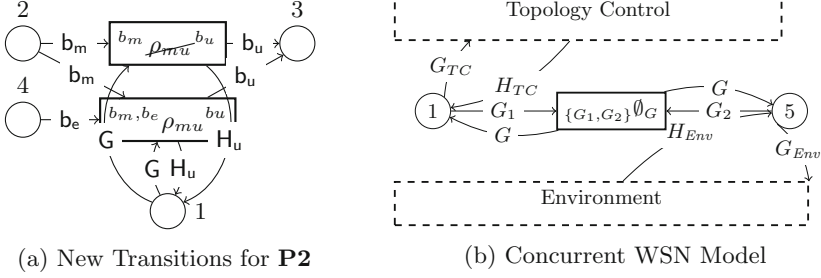 2
3
b_m
b_m ρ_mu b_u
b_u
b_m
b_u
4
b_e
b_m,b_e ρ_mu b_u
G
H_u
G H_u
1
(a) New Transitions for P2
Topology Control
G_TC
H_TC
1
G_1
{G_1,G_2} ∅ G
G
G_2
5
G
H_Env
G_Env
Environment
(b) Concurrent WSN Model